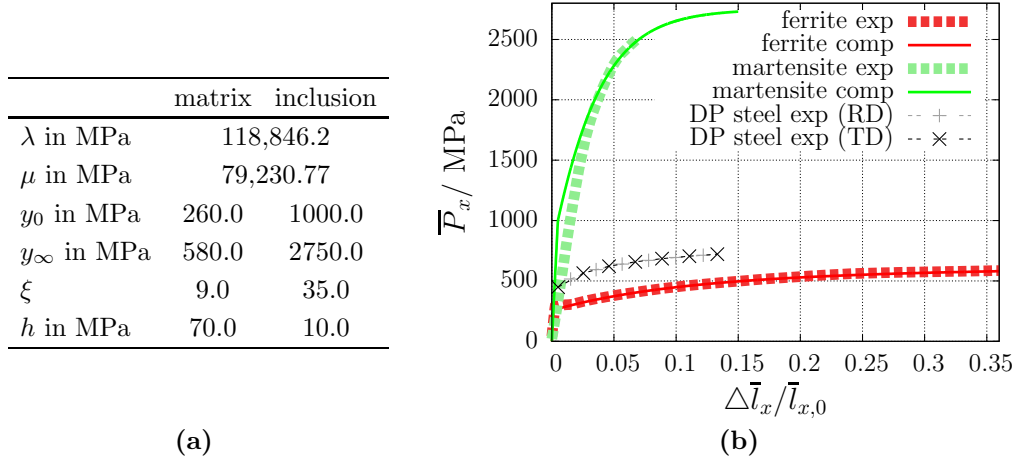 matrix inclusion
λ in MPa 118,846.2
μ in MPa 79,230.77
y₀ in MPa 260.0 1000.0
y∞ in MPa 580.0 2750.0
ξ 9.0 35.0
h in MPa 70.0 10.0
(a)
P̅ₓ/ MPa
2500
2000
1500
1000
500
0
ferrite exp
ferrite comp
martensite exp
martensite comp
DP steel exp (RD)
DP steel exp (TD)
0 0.05 0.1 0.15 0.2 0.25 0.3 0.35
△l̅ₓ/l̅ₓ,₀
(b)